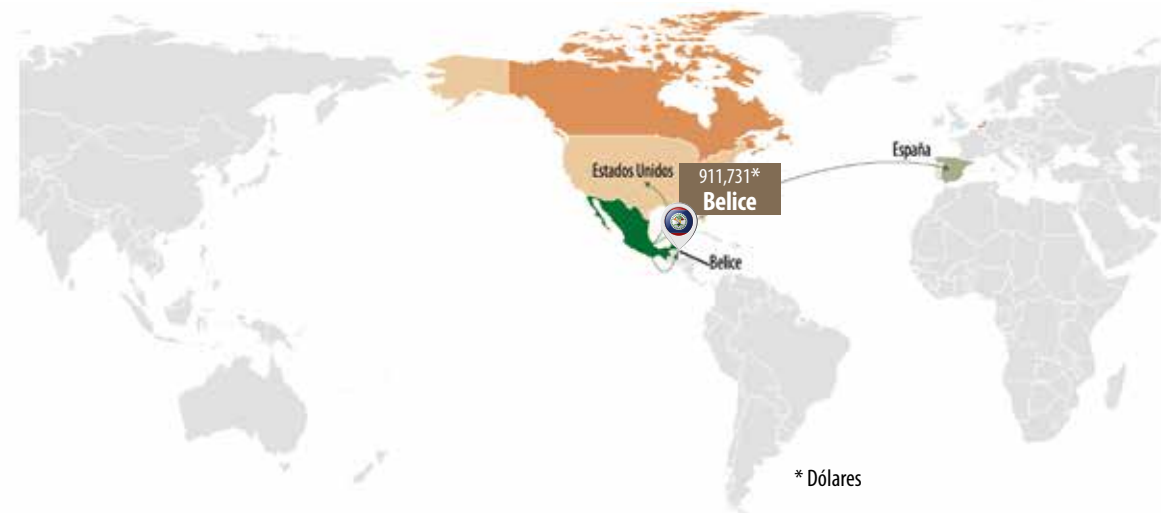 España
Estados Unidos
911,731*
Belice
Belice
* Dólares